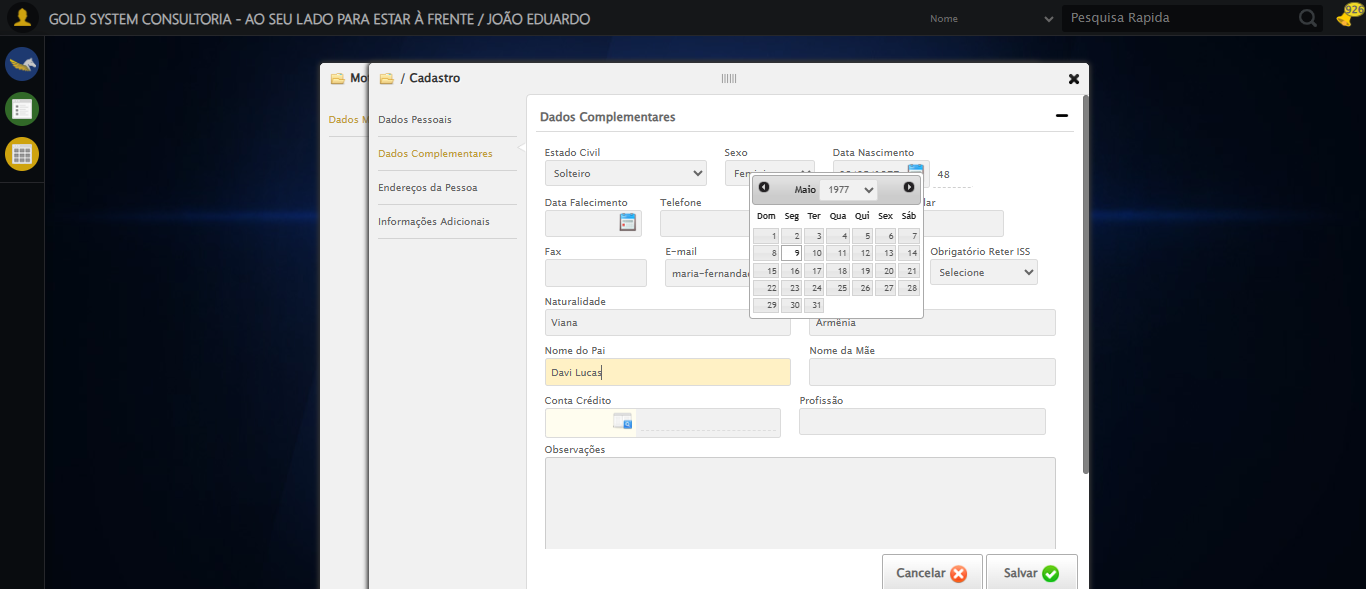 GOLD SYSTEM CONSULTORIA - AO SEU LADO PARA ESTAR À FRENTE / JOÃO EDUARDO
Nome
Pesquisa Rapida
926
/ Cadastro
Dados Pessoais
Dados Complementares
Endereços da Pessoa
Informações Adicionais
Dados Complementares
Estado Civil Sexo Data Nascimento
Solteiro 48
Data Falecimento Telefone
Maio 1977
Dom Seg Ter Qua Qui Sex Sáb
1 2 3 4 5 6 7
8 9 10 11 12 13 14
15 16 17 18 19 20 21
22 23 24 25 26 27 28
29 30 31
Fax E-mail Obrigatório Reter ISS
Selecione
Naturalidade
Viana Armênia
Nome do Pai Nome da Mãe
Davi Lucas
Conta Crédito Profissão
Observações
Cancelar Salvar